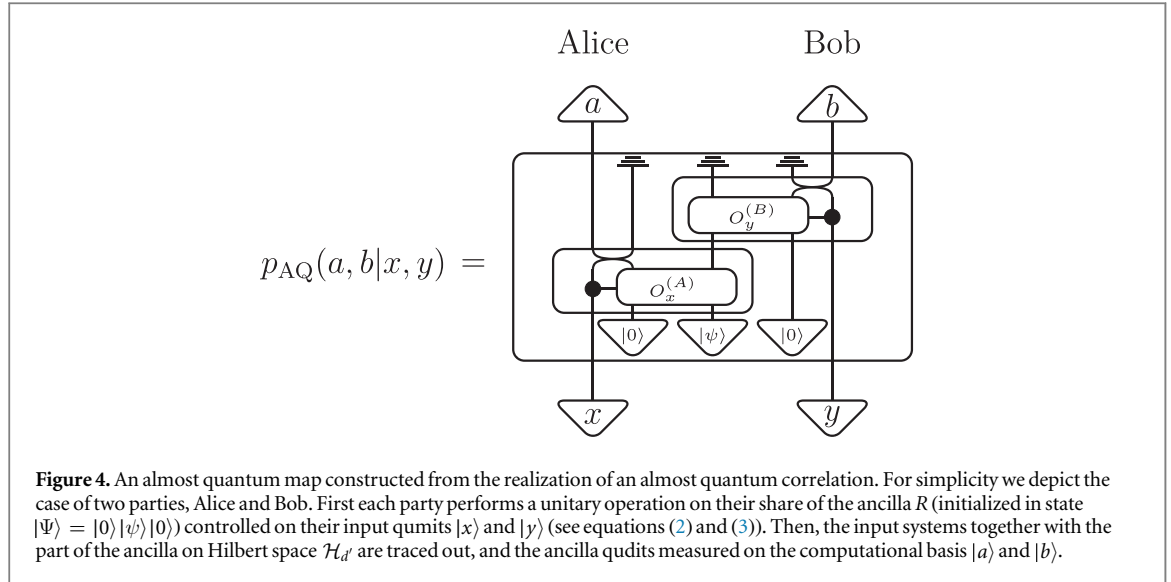 Alice Bob
a b
O_y^{(B)}
p_{AQ}(a, b|x, y) =
O_x^{(A)}
|0⟩ |ψ⟩ |0⟩
x y
Figure 4. An almost quantum map constructed from the realization of an almost quantum correlation. For simplicity we depict the
case of two parties, Alice and Bob. First each party performs a unitary operation on their share of the ancilla R (initialized in state
|Ψ⟩ = |0⟩|ψ⟩|0⟩) controlled on their input qumits |x⟩ and |y⟩ (see equations (2) and (3)). Then, the input systems together with the
part of the ancilla on Hilbert space ℋ_{d′} are traced out, and the ancilla qudits measured on the computational basis |a⟩ and |b⟩.